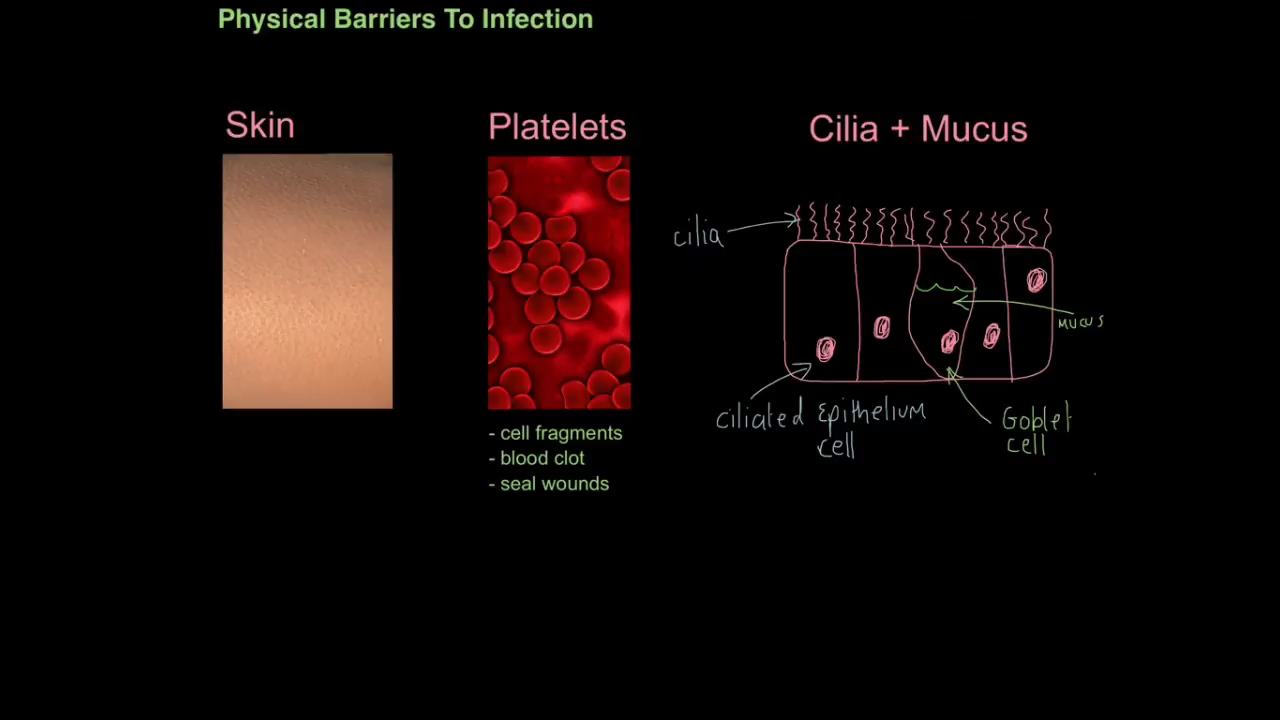 Physical Barriers To Infection
Skin
Platelets
Cilia + Mucus
cilia
mucus
- cell fragments
- blood clot
- seal wounds
ciliated Epithelium
cell
Goblet
cell